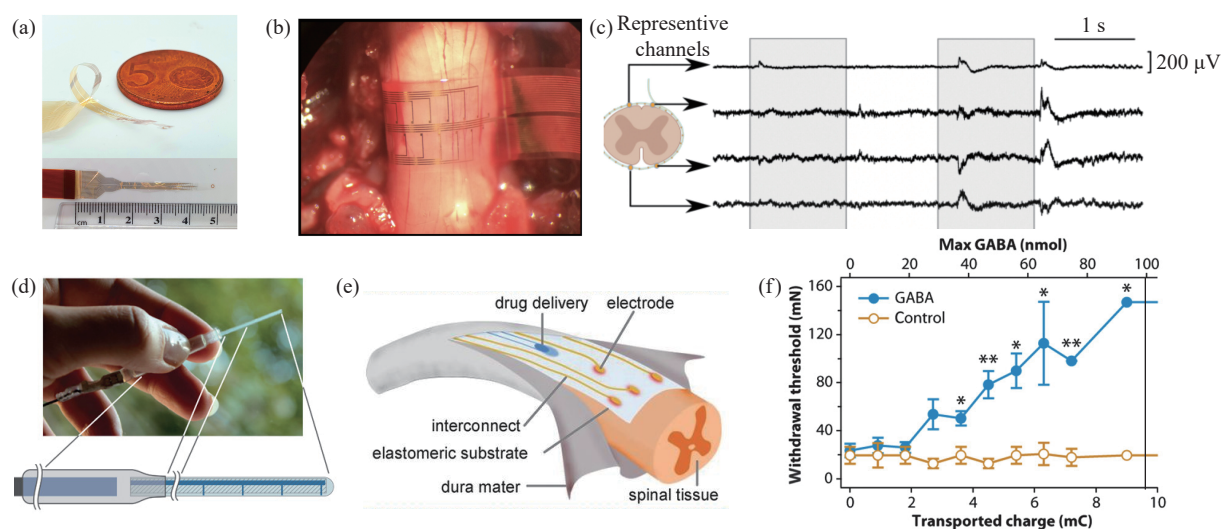 (a)
50
cm 1 2 3 4 5
(b)
(c)
Representive
channels
1 s
200 μV
(d)
(e)
drug delivery
electrode
interconnect
elastomeric substrate
dura mater
spinal tissue
(f)
Max GABA (nmol)
0 20 40 60 80 100
GABA
Control
* ** * * ** *
Withdrawal threshold (mN)
160
120
80
40
0
0 2 4 6 8 10
Transported charge (mC)